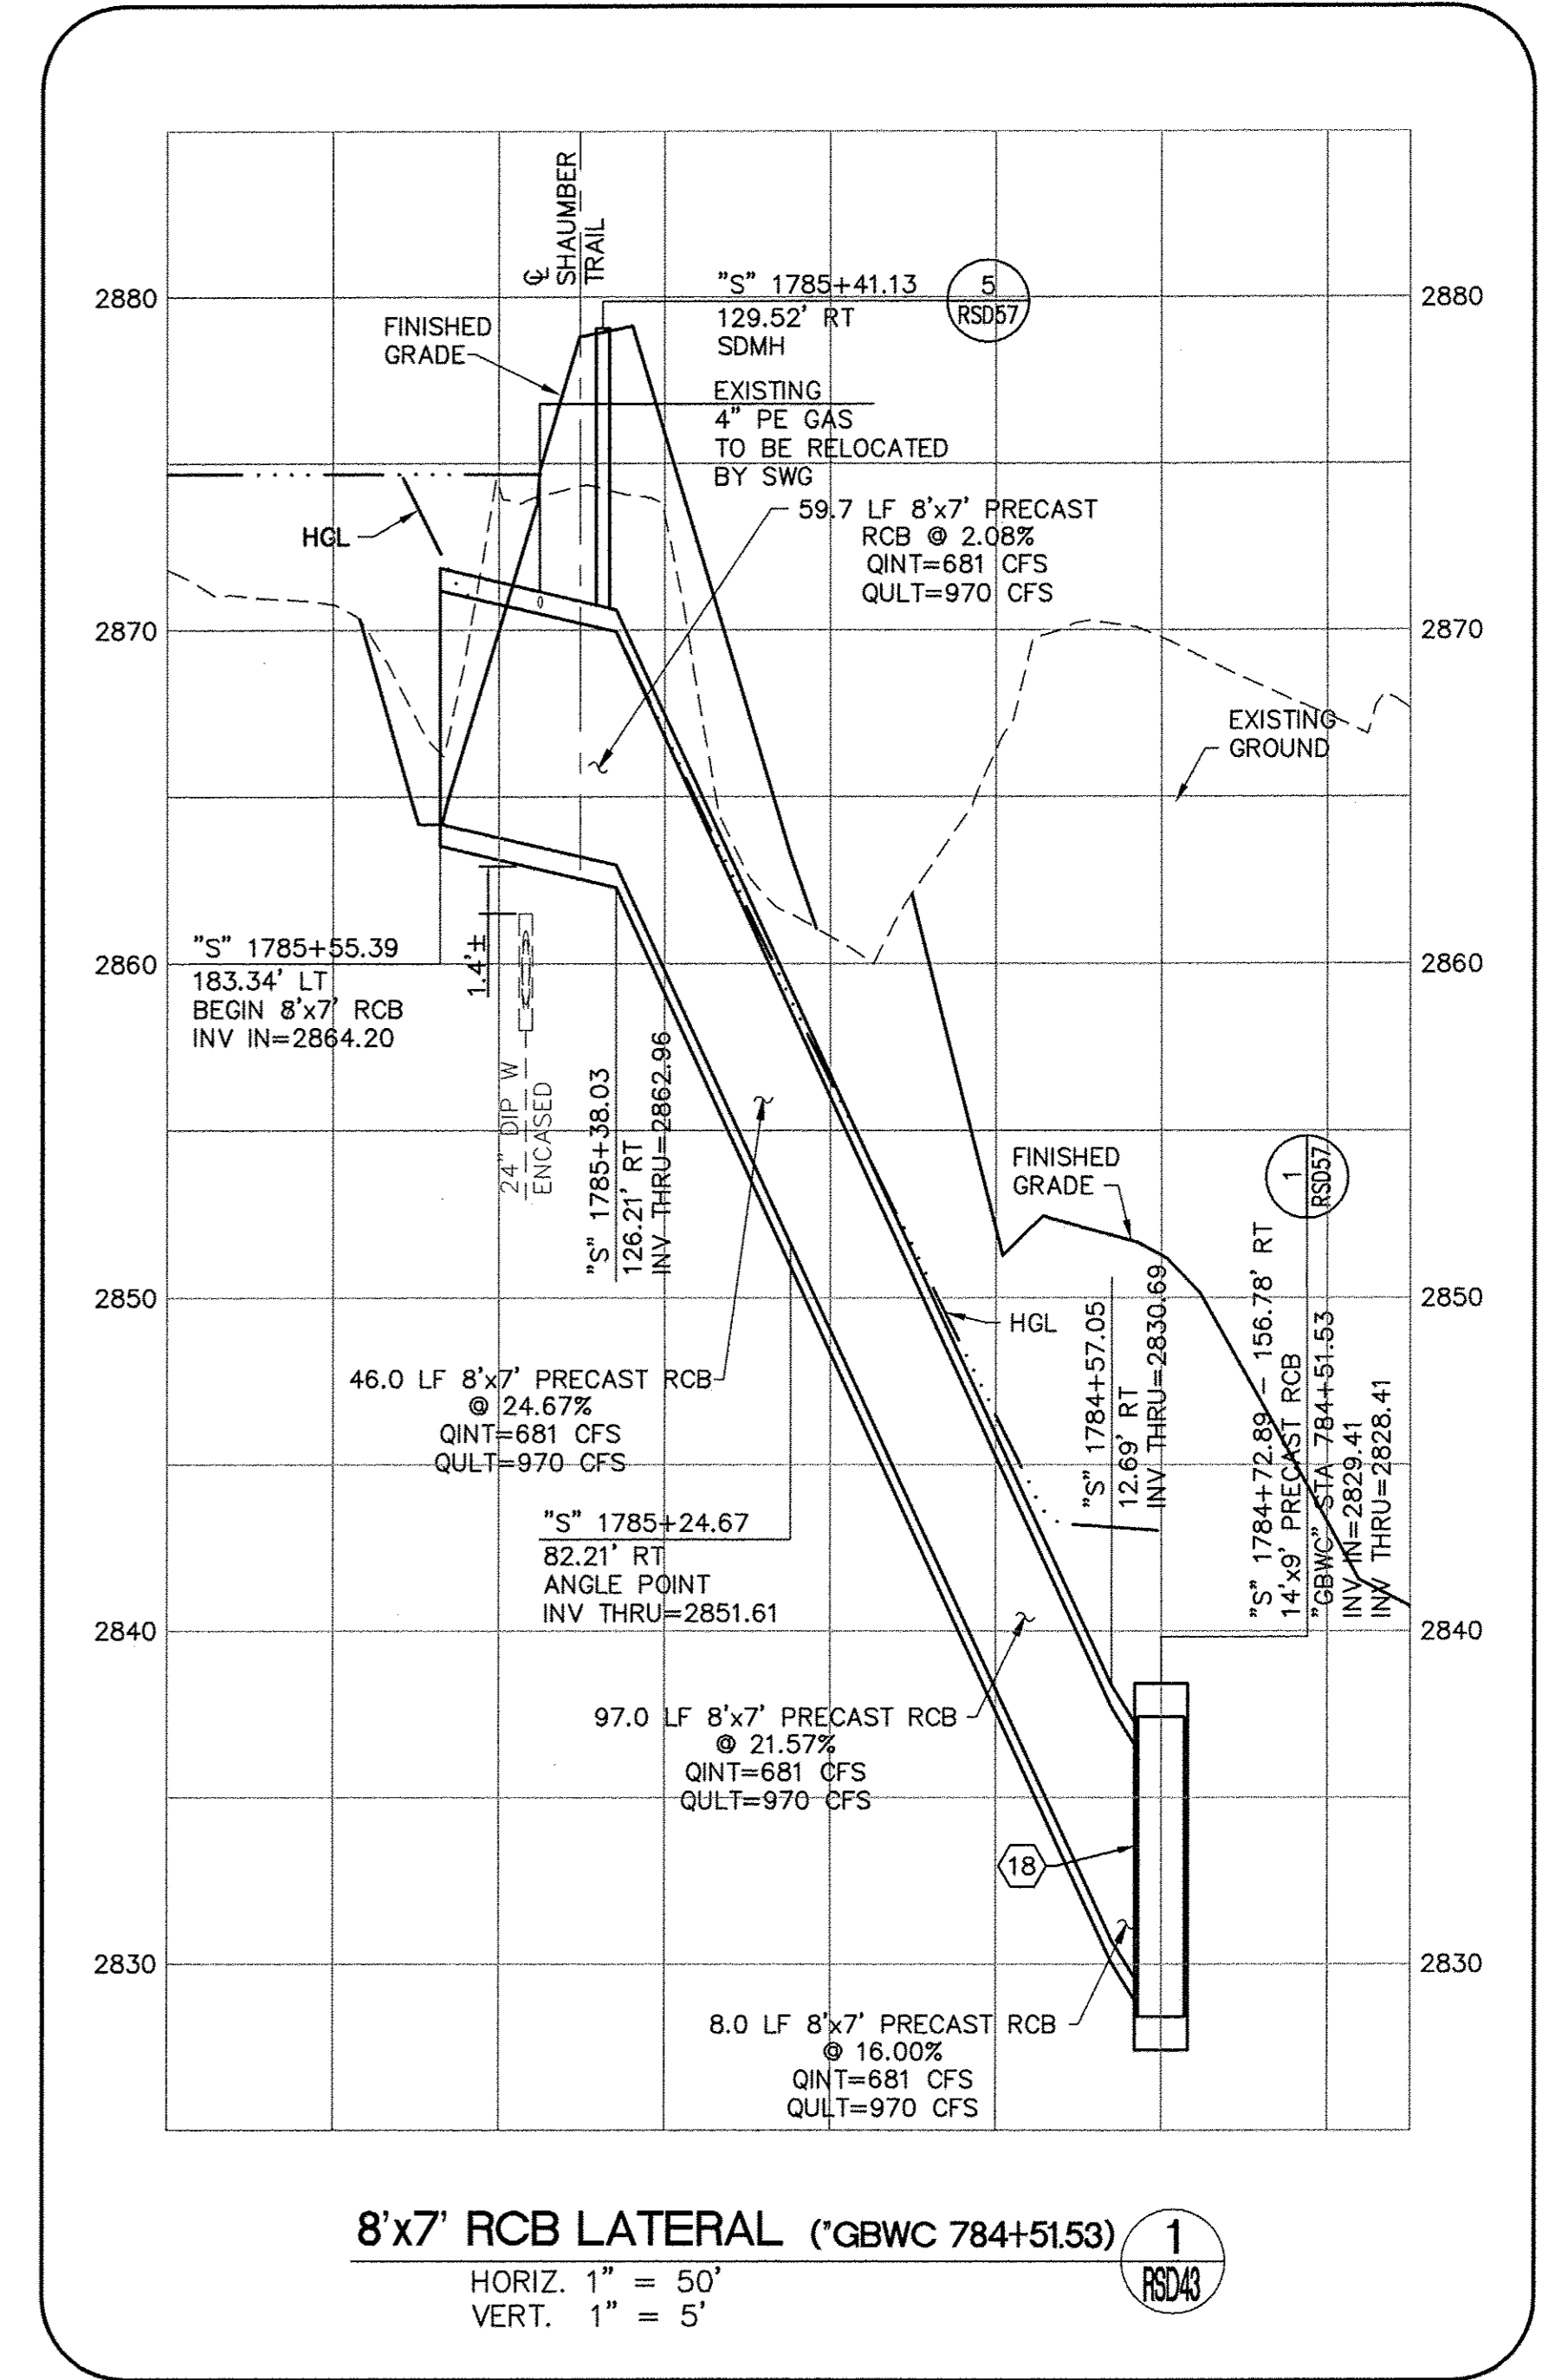 ℄
SHAUMBER
TRAIL
"S" 1785+41.13
129.52' RT
SDMH
5
RSD57
2880
2880
FINISHED
GRADE
EXISTING
4" PE GAS
TO BE RELOCATED
BY SWG
59.7 LF 8'x7' PRECAST
RCB @ 2.08%
QINT=681 CFS
QULT=970 CFS
HGL
2870
2870
EXISTING
GROUND
"S" 1785+55.39
183.34' LT
BEGIN 8'x7' RCB
INV IN=2864.20
1.4'±
2860
2860
24" DIP W
ENCASED
"S" 1785+38.03
126.21' RT
INV THRU=2862.96
FINISHED
GRADE
1
RSD57
2850
2850
HGL
"S" 1784+57.05
12.69' RT
INV THRU=2830.69
"S" 1784+72.89 – 156.78' RT
14'x9' PRECAST RCB
"GBWC" STA 784+51.53
INV IN=2829.41
INV THRU=2828.41
46.0 LF 8'x7' PRECAST RCB
@ 24.67%
QINT=681 CFS
QULT=970 CFS
"S" 1785+24.67
82.21' RT
ANGLE POINT
INV THRU=2851.61
2840
2840
97.0 LF 8'x7' PRECAST RCB
@ 21.57%
QINT=681 CFS
QULT=970 CFS
18
2830
2830
8.0 LF 8'x7' PRECAST RCB
@ 16.00%
QINT=681 CFS
QULT=970 CFS
8'x7' RCB LATERAL ("GBWC 784+51.53)
1
RSD43
HORIZ. 1" = 50'
VERT. 1" = 5'